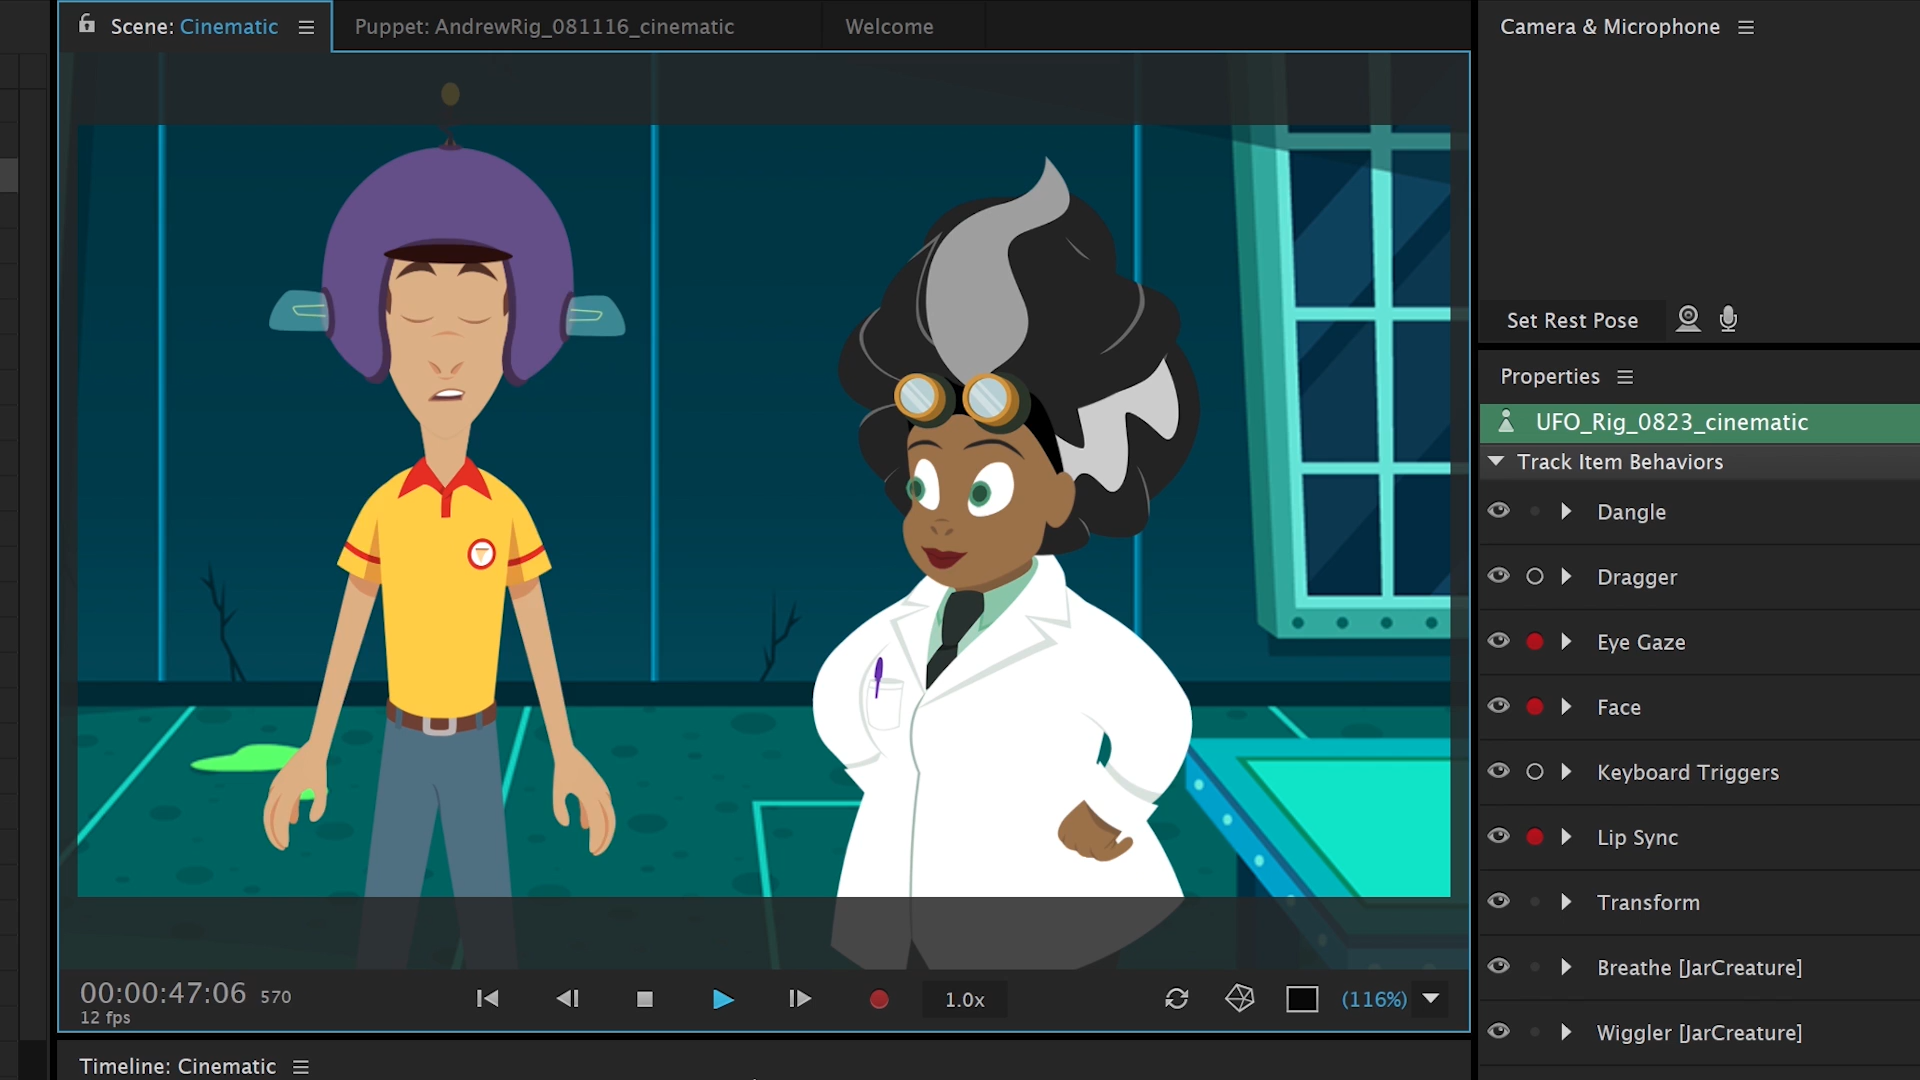 Scene: Cinematic
Puppet: AndrewRig_081116_cinematic
Welcome
Camera & Microphone
Set Rest Pose
Properties
UFO_Rig_0823_cinematic
Track Item Behaviors
Dangle
Dragger
Eye Gaze
Face
Keyboard Triggers
Lip Sync
Transform
Breathe [JarCreature]
Wiggler [JarCreature]
00:00:47:06 570
12 fps
1.0x
(116%)
Timeline: Cinematic